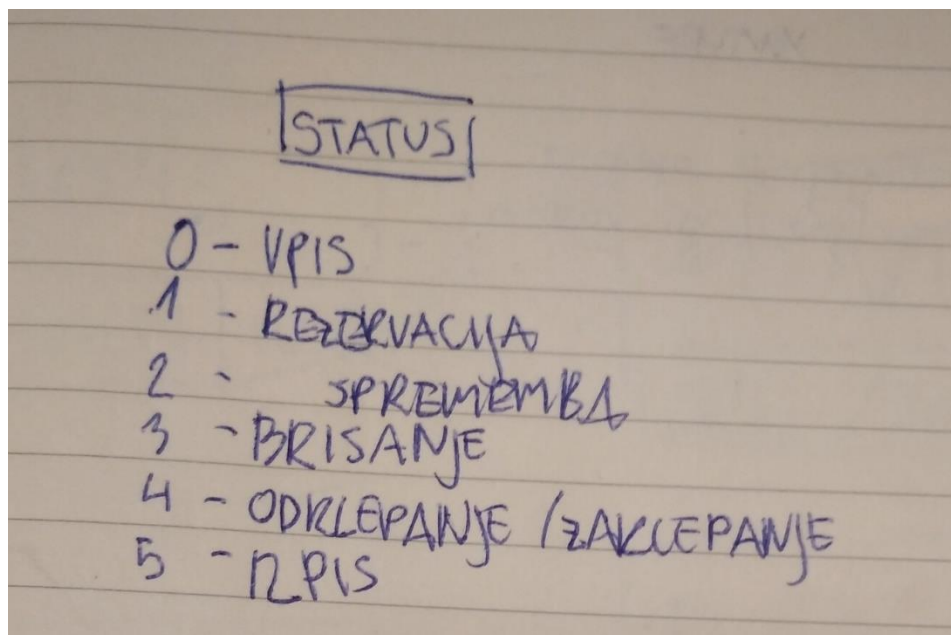 STATUS
0 - VPIS
1 - REZERVACIJA
2 - SPREMEMBA
3 - BRISANJE
4 - ODKLEPANJE / ZAKLEPANJE
5 - IZPIS